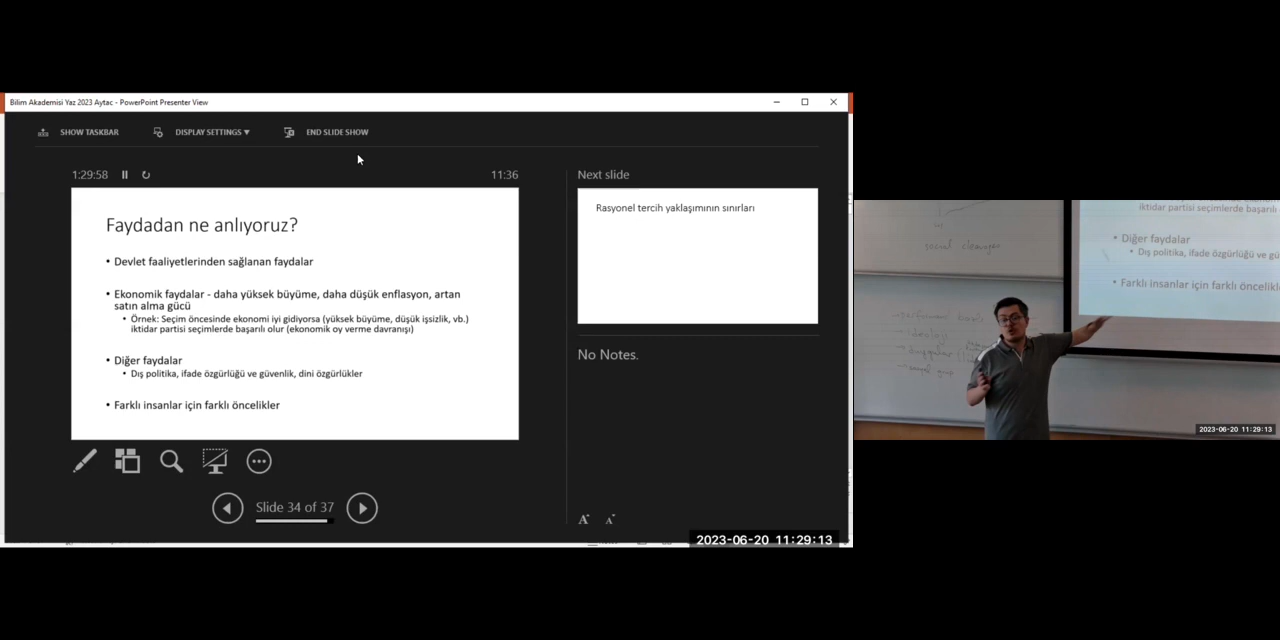 Bilim Akademisi Yaz 2023 Aytac - PowerPoint Presenter View
SHOW TASKBAR
DISPLAY SETTINGS ▼
END SLIDE SHOW
1:29:58
11:36
Faydadan ne anlıyoruz?
• Devlet faaliyetlerinden sağlanan faydalar
• Ekonomik faydalar - daha yüksek büyüme, daha düşük enflasyon, artan
satın alma gücü
• Örnek: Seçim öncesinde ekonomi iyi gidiyorsa (yüksek büyüme, düşük işsizlik, vb.)
iktidar partisi seçimlerde başarılı olur (ekonomik oy verme davranışı)
• Diğer faydalar
• Dış politika, ifade özgürlüğü ve güvenlik, dini özgürlükler
• Farklı insanlar için farklı öncelikler
Slide 34 of 37
Next slide
Rasyonel tercih yaklaşımının sınırları
No Notes.
A
A
2023-06-20 11:29:13
social cleavages
ideoloji
iktidar partisi seçimlerde başarılı
• Diğer faydalar
• Dış politika, ifade özgürlüğü ve gü
• Farklı insanlar için farklı öncelikle
2023-06-20 11:29:13